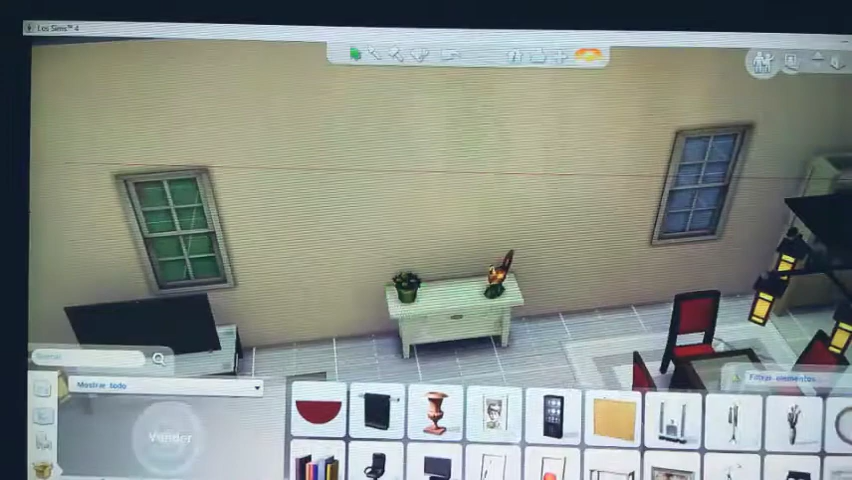 Los Sims™ 4
Buscar
Mostrar todo
Filtrar elementos
Vender